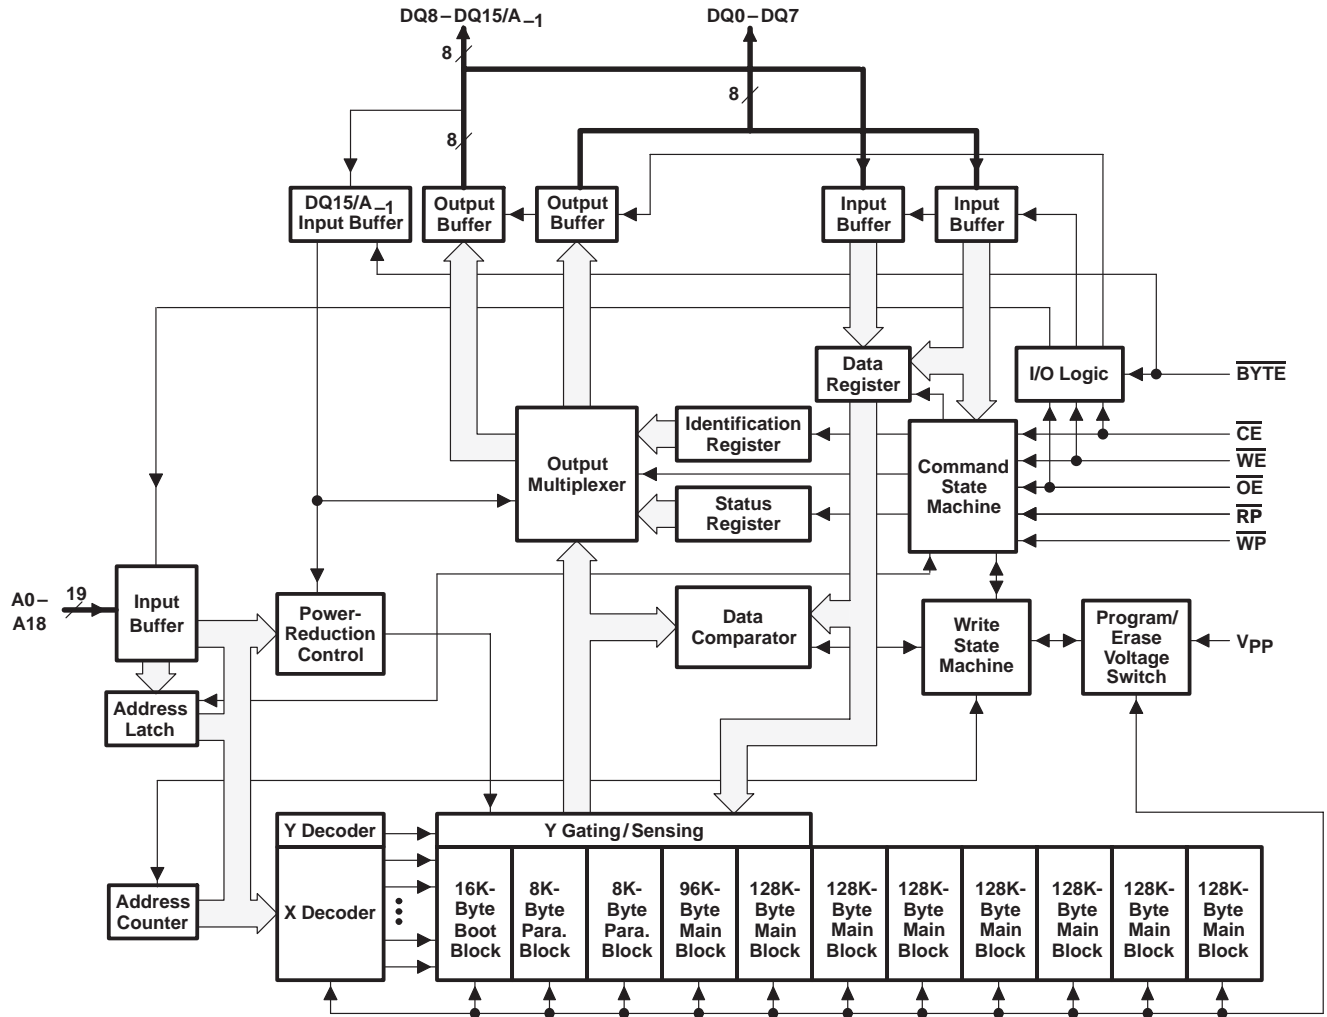 DQ8–DQ15/A–1
DQ0–DQ7
8
8
8
DQ15/A–1
Input Buffer
Output
Buffer
Output
Buffer
Input
Buffer
Input
Buffer
Data
Register
I/O Logic
BYTE
Identification
Register
Output
Multiplexer
Command
State
Machine
CE
WE
OE
RP
WP
Status
Register
A0–
A18
19
Input
Buffer
Power-
Reduction
Control
Data
Comparator
Write
State
Machine
Program/
Erase
Voltage
Switch
VPP
Address
Latch
Y Decoder
Y Gating/Sensing
Address
Counter
X Decoder
16K-
Byte
Boot
Block
8K-
Byte
Para.
Block
8K-
Byte
Para.
Block
96K-
Byte
Main
Block
128K-
Byte
Main
Block
128K-
Byte
Main
Block
128K-
Byte
Main
Block
128K-
Byte
Main
Block
128K-
Byte
Main
Block
128K-
Byte
Main
Block
128K-
Byte
Main
Block